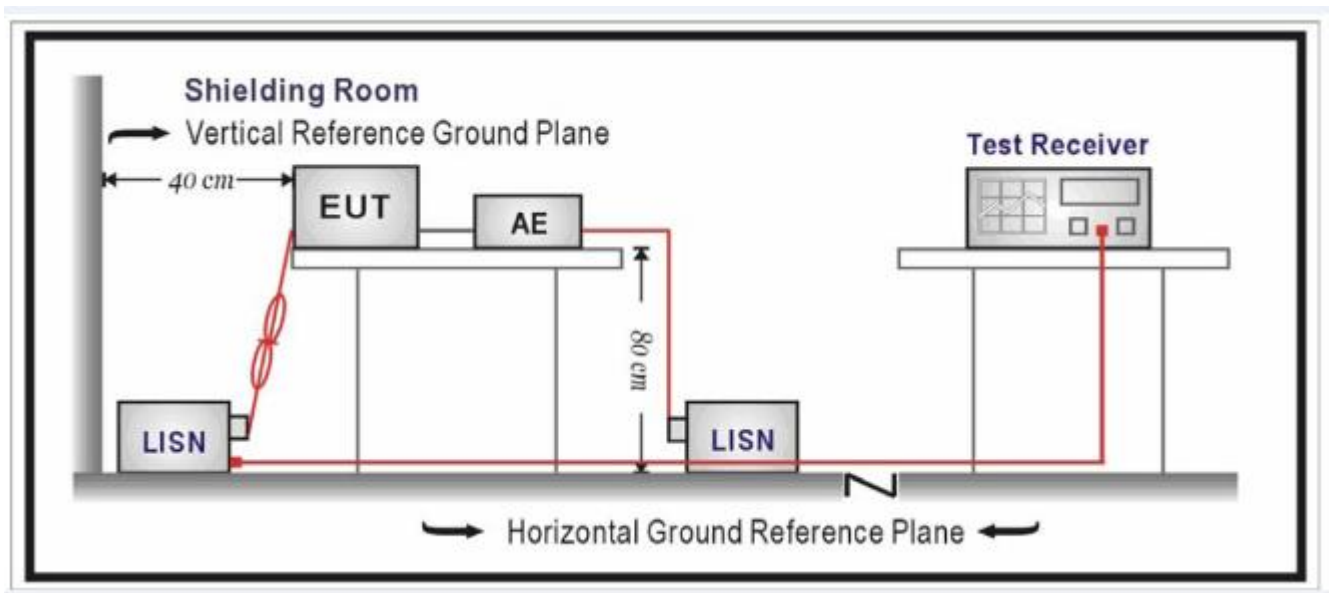 Shielding Room
Vertical Reference Ground Plane
40 cm
EUT
AE
Test Receiver
80 cm
LISN
LISN
Horizontal Ground Reference Plane